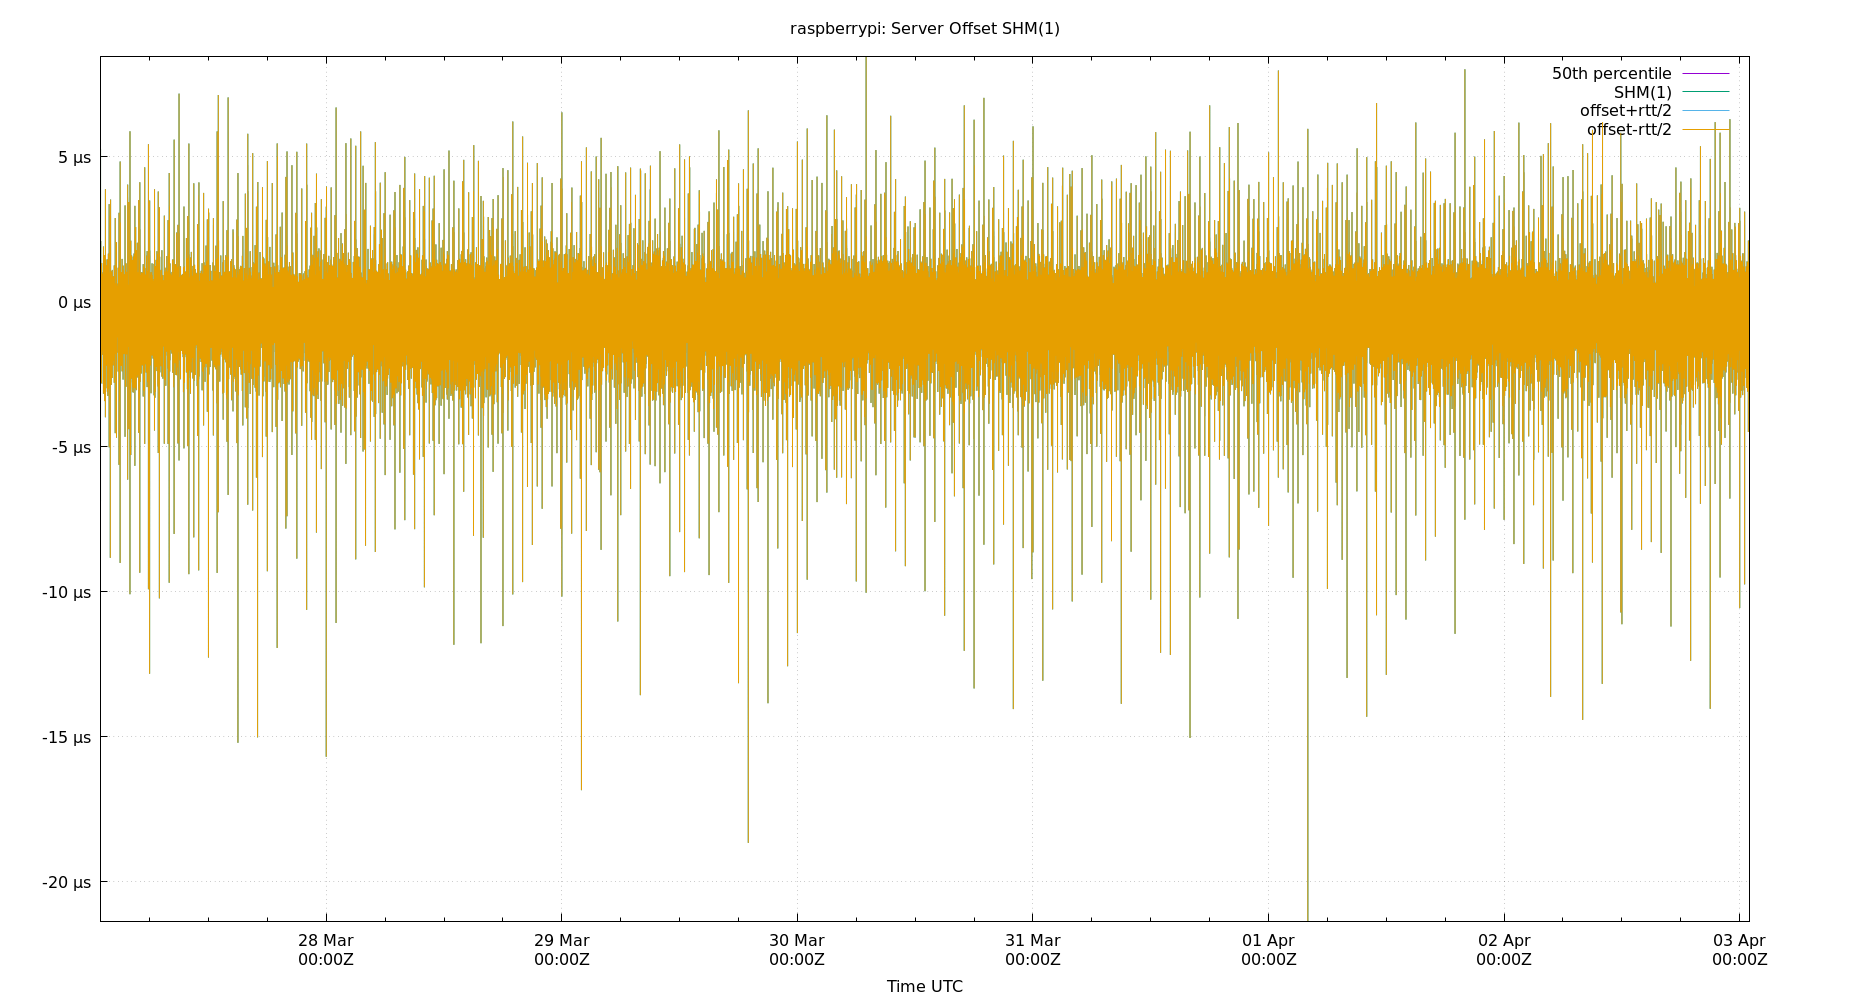 raspberrypi: Server Offset SHM(1)
50th percentile
SHM(1)
offset+rtt/2
offset-rtt/2
5 µs
0 µs
-5 µs
-10 µs
-15 µs
-20 µs
28 Mar 29 Mar 30 Mar 31 Mar 01 Apr 02 Apr 03 Apr
00:00Z 00:00Z 00:00Z 00:00Z 00:00Z 00:00Z 00:00Z
Time UTC